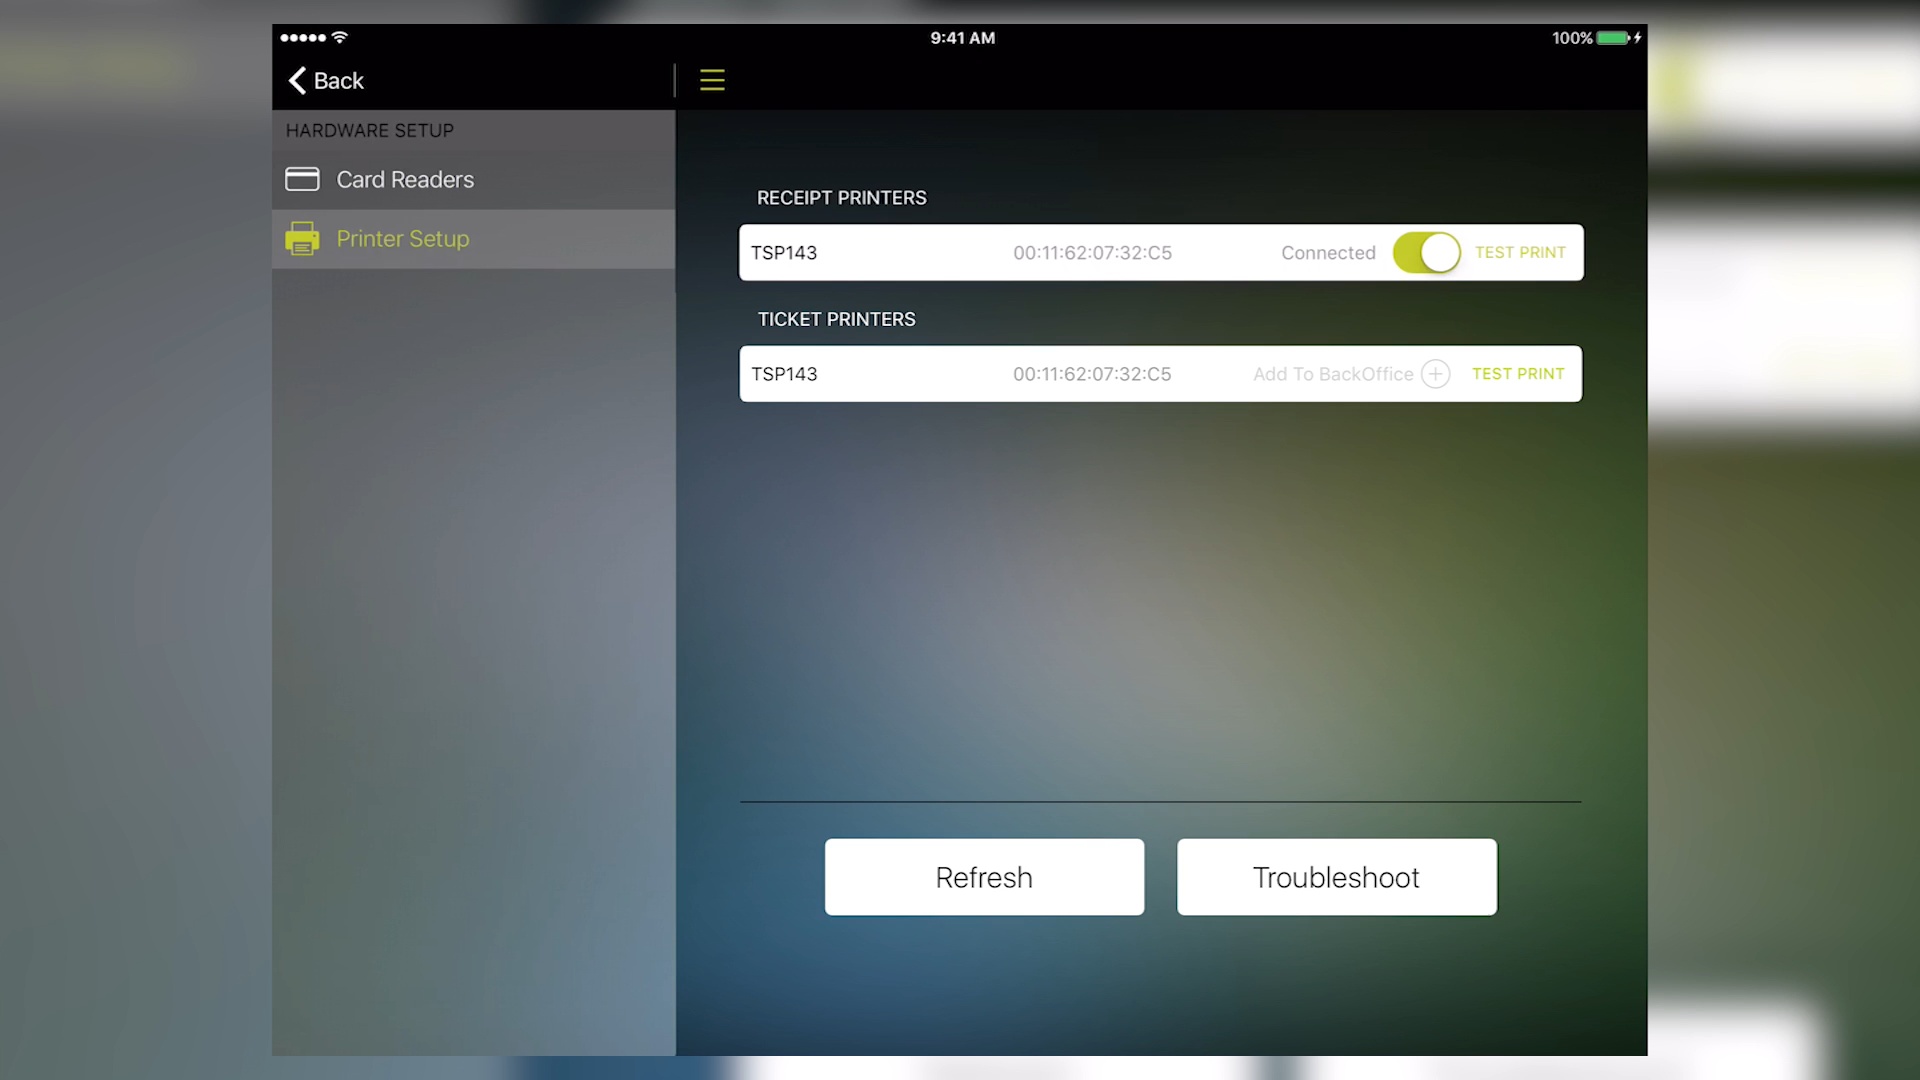 9:41 AM
100%
Back
HARDWARE SETUP
Card Readers
Printer Setup
RECEIPT PRINTERS
TSP143 00:11:62:07:32:C5 Connected TEST PRINT
TICKET PRINTERS
TSP143 00:11:62:07:32:C5 Add To BackOffice TEST PRINT
Refresh Troubleshoot